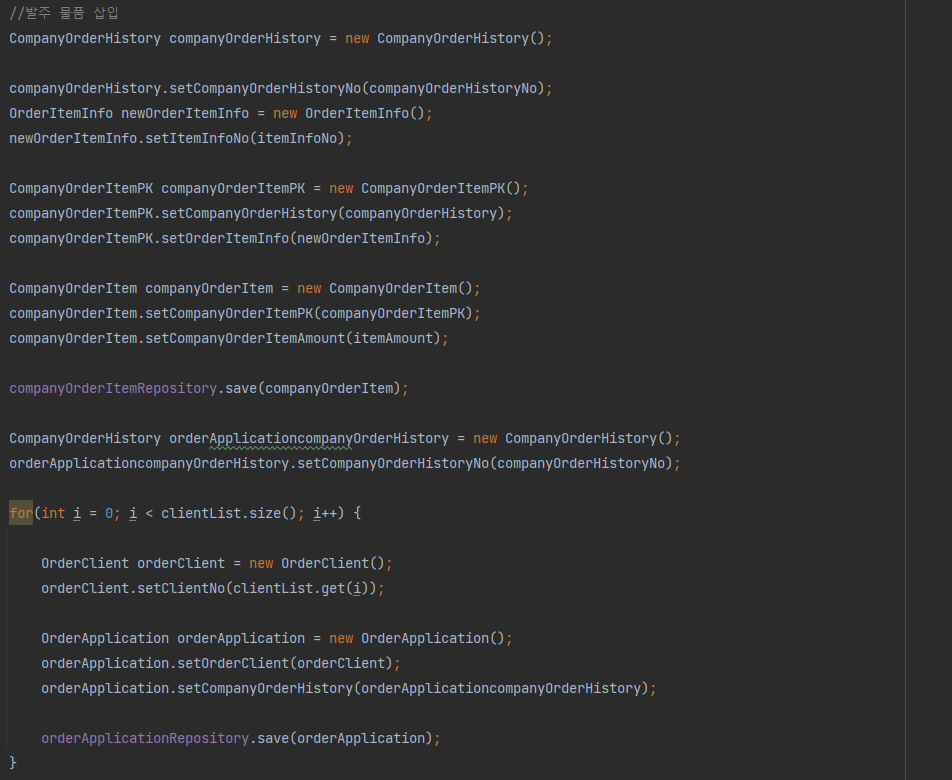 //발주 물품 삽입
CompanyOrderHistory companyOrderHistory = new CompanyOrderHistory();
companyOrderHistory.setCompanyOrderHistoryNo(companyOrderHistoryNo);
OrderItemInfo newOrderItemInfo = new OrderItemInfo();
newOrderItemInfo.setItemInfoNo(itemInfoNo);
CompanyOrderItemPK companyOrderItemPK = new CompanyOrderItemPK();
companyOrderItemPK.setCompanyOrderHistory(companyOrderHistory);
companyOrderItemPK.setOrderItemInfo(newOrderItemInfo);
CompanyOrderItem companyOrderItem = new CompanyOrderItem();
companyOrderItem.setCompanyOrderItemPK(companyOrderItemPK);
companyOrderItem.setCompanyOrderItemAmount(itemAmount);
companyOrderItemRepository.save(companyOrderItem);
CompanyOrderHistory orderApplicationcompanyOrderHistory = new CompanyOrderHistory();
orderApplicationcompanyOrderHistory.setCompanyOrderHistoryNo(companyOrderHistoryNo);
for(int i = 0; i < clientList.size(); i++) {
OrderClient orderClient = new OrderClient();
orderClient.setClientNo(clientList.get(i));
OrderApplication orderApplication = new OrderApplication();
orderApplication.setOrderClient(orderClient);
orderApplication.setCompanyOrderHistory(orderApplicationcompanyOrderHistory);
orderApplicationRepository.save(orderApplication);
}